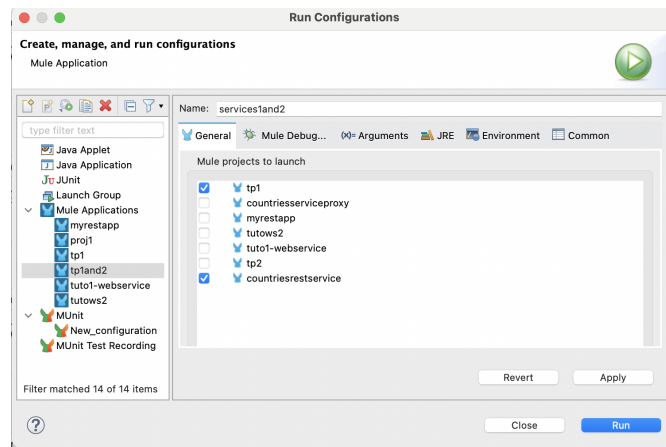 Run Configurations
Create, manage, and run configurations
Mule Application
type filter text
Java Applet
Java Application
JUnit
Launch Group
Mule Applications
myrestapp
proj1
tp1
tp1and2
tuto1-webservice
tutows2
MUnit
New_configuration
MUnit Test Recording
Filter matched 14 of 14 items
Name: services1and2
General Mule Debug... (x)= Arguments JRE Environment Common
Mule projects to launch
tp1
countriesserviceproxy
myrestapp
tutows2
tuto1-webservice
tp2
countriesrestservice
Revert Apply
? Close Run